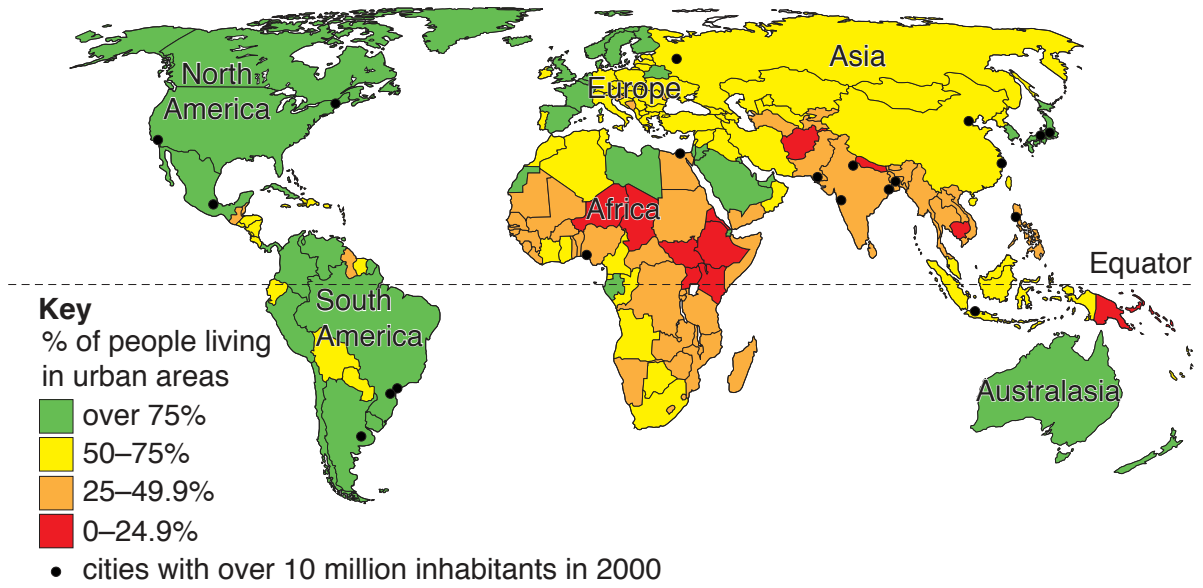 North
America
Europe
Asia
Africa
Equator
South
America
Australasia
Key
% of people living
in urban areas
over 75%
50–75%
25–49.9%
0–24.9%
cities with over 10 million inhabitants in 2000